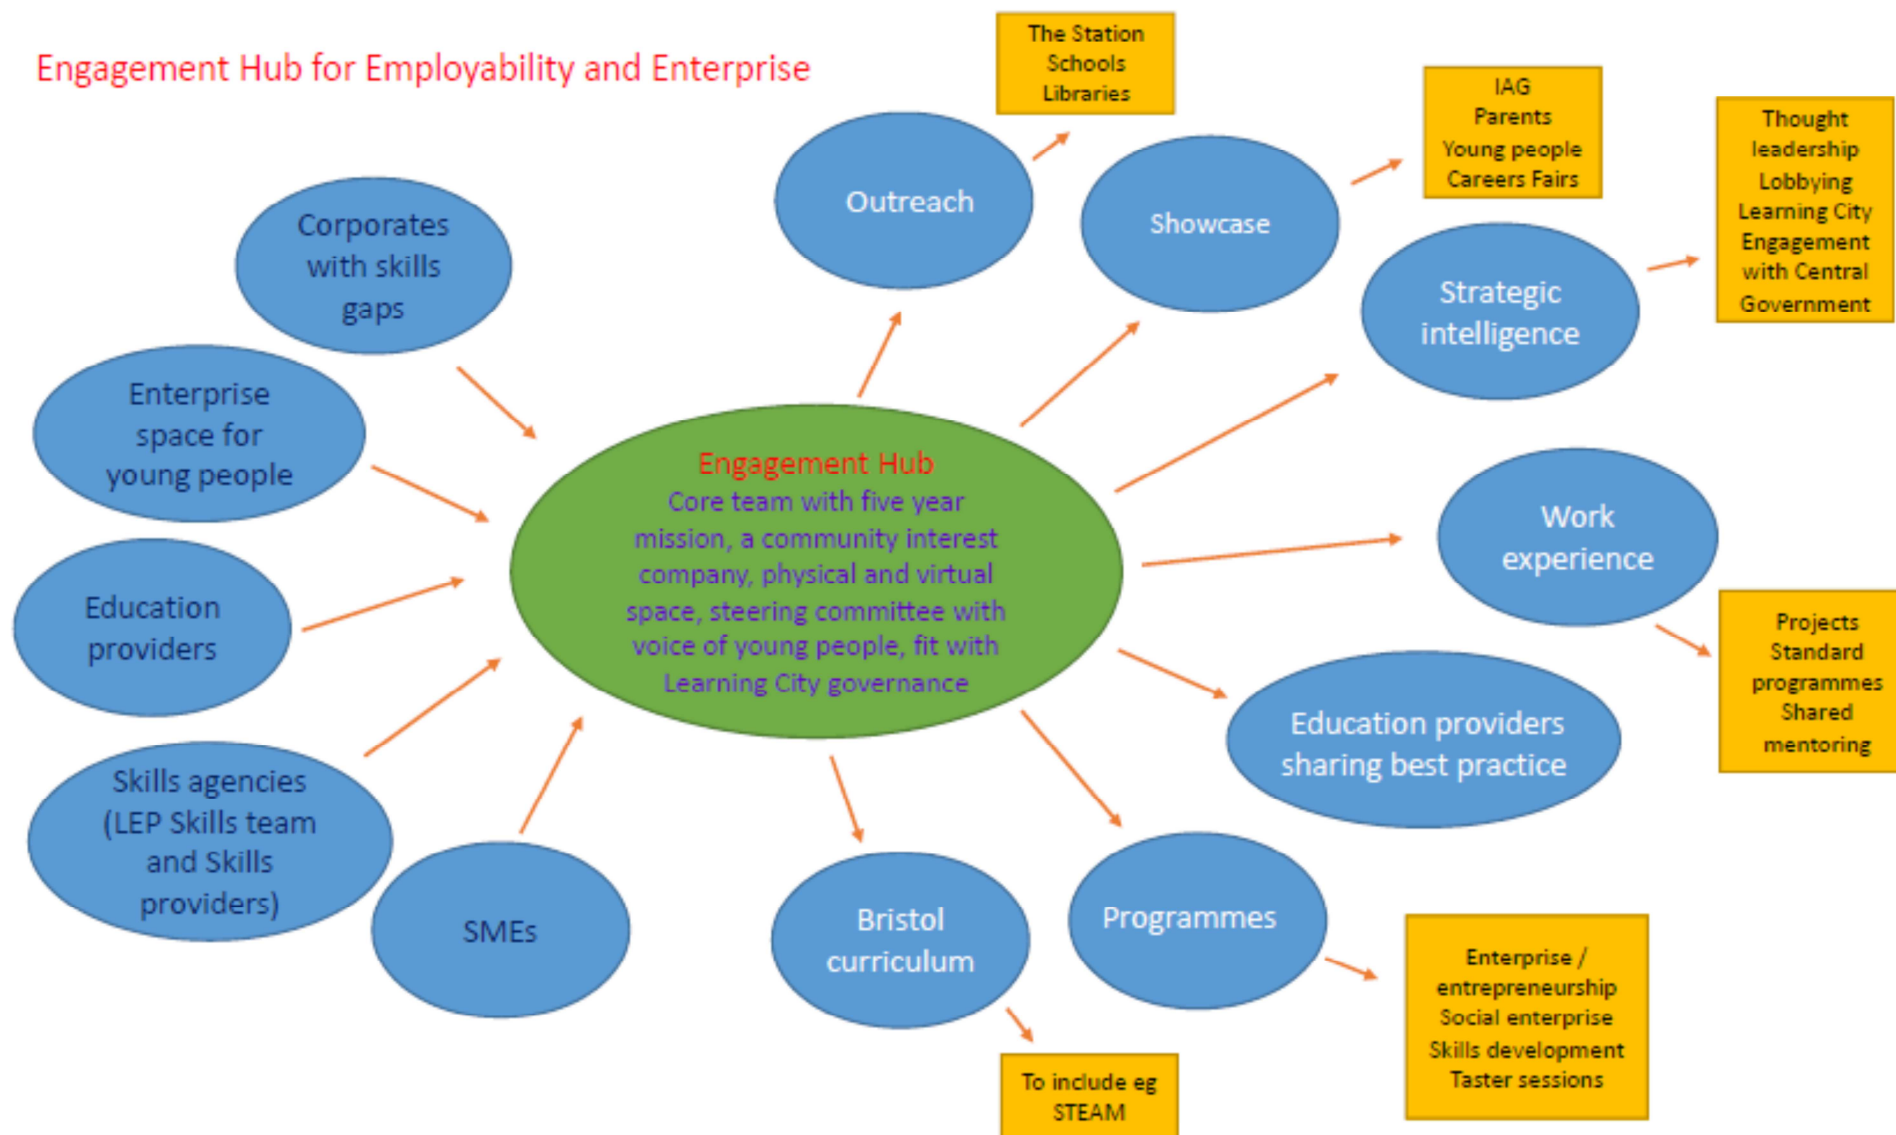 Engagement Hub for Employability and Enterprise
The Station
Schools
Libraries
IAG
Parents
Young people
Careers Fairs
Thought
leadership
Lobbying
Learning City
Engagement
with Central
Government
Outreach
Showcase
Strategic
intelligence
Corporates
with skills
gaps
Enterprise
space for
young people
Education
providers
Skills agencies
(LEP Skills team
and Skills
providers)
SMEs
Engagement Hub
Core team with five year
mission, a community interest
company, physical and virtual
space, steering committee with
voice of young people, fit with
Learning City governance
Work
experience
Projects
Standard
programmes
Shared
mentoring
Education providers
sharing best practice
Programmes
Enterprise /
entrepreneurship
Social enterprise
Skills development
Taster sessions
Bristol
curriculum
To include eg
STEAM